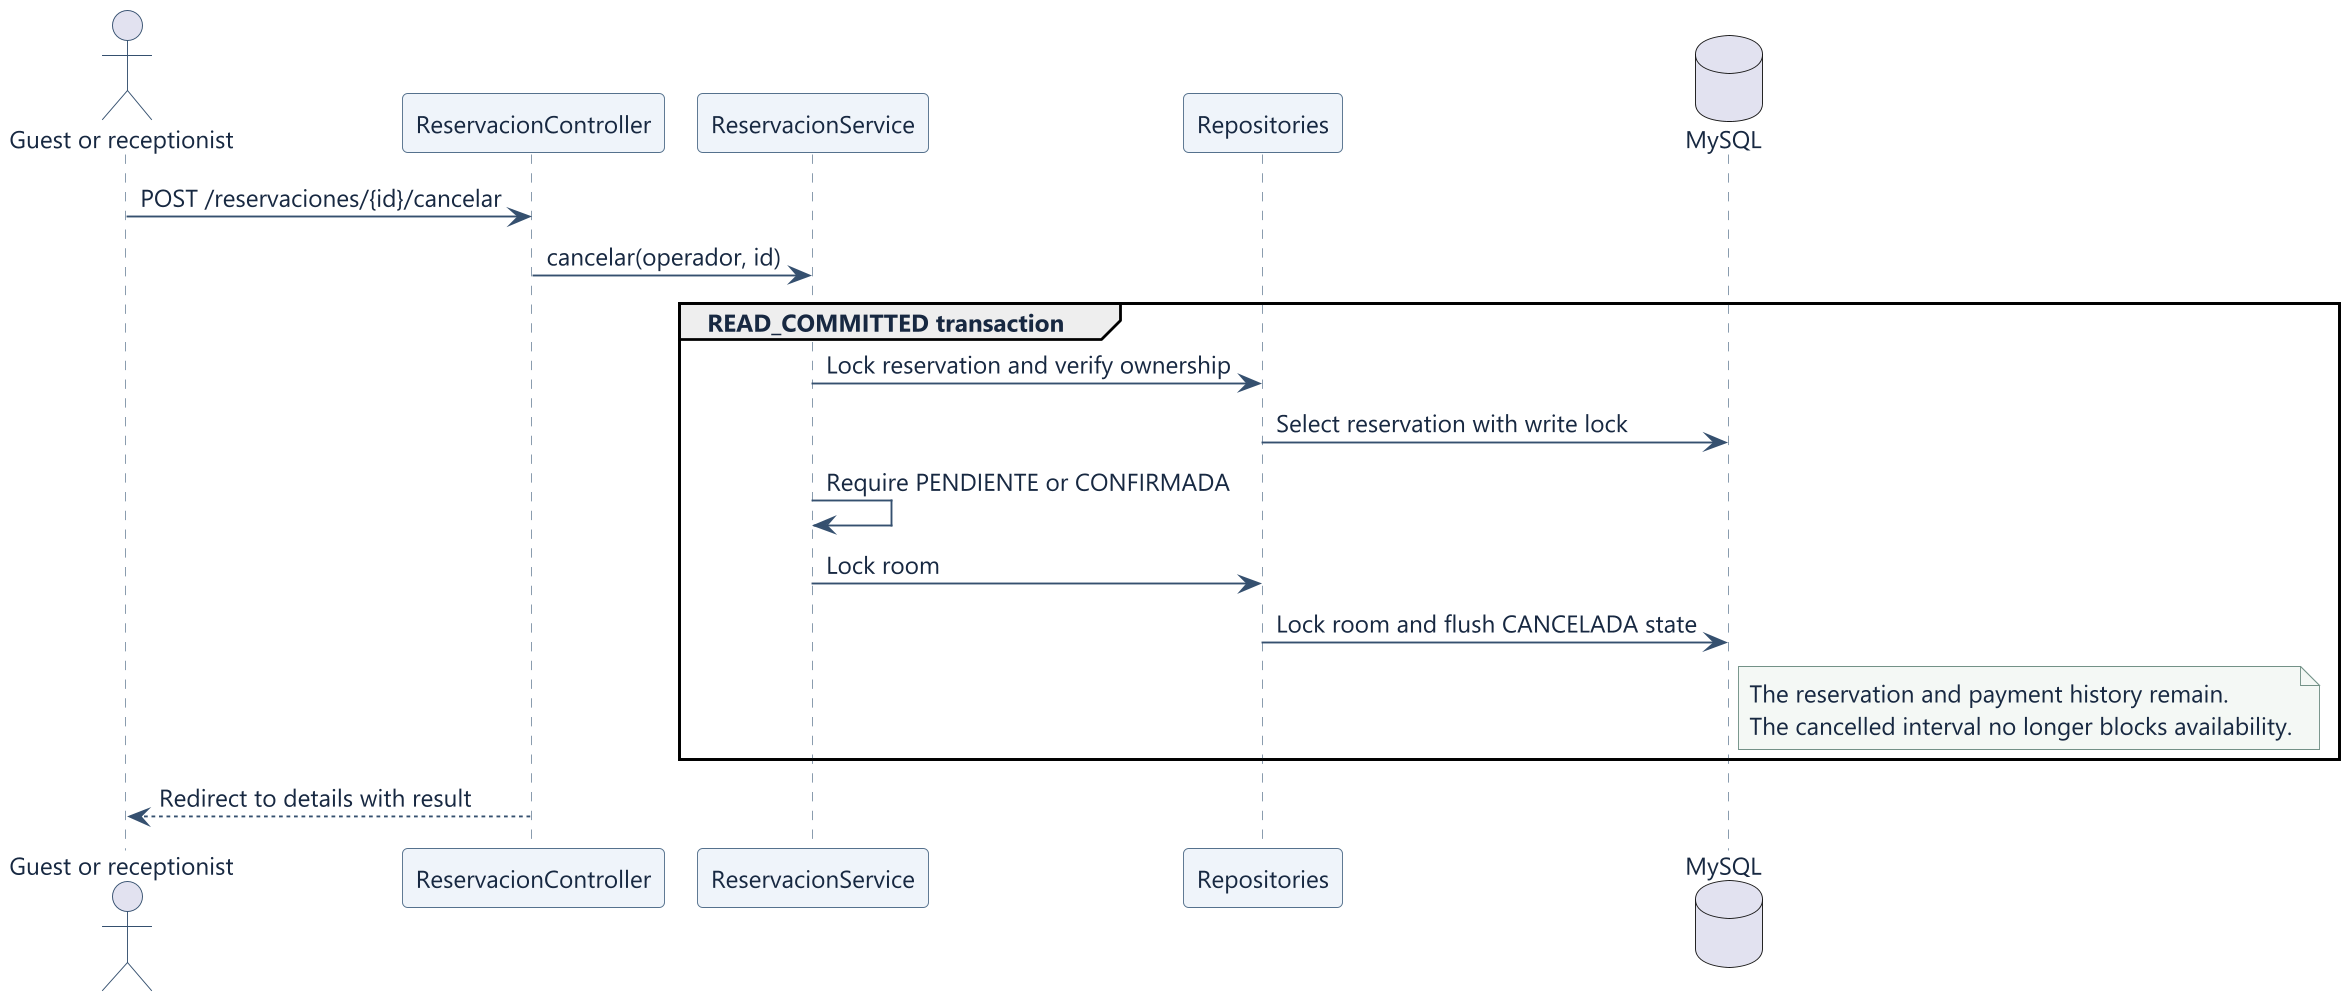 Guest or receptionist
ReservacionController
ReservacionService
Repositories
MySQL
POST /reservaciones/{id}/cancelar
cancelar(operador, id)
READ_COMMITTED transaction
Lock reservation and verify ownership
Select reservation with write lock
Require PENDIENTE or CONFIRMADA
Lock room
Lock room and flush CANCELADA state
The reservation and payment history remain.
The cancelled interval no longer blocks availability.
Redirect to details with result
Guest or receptionist
ReservacionController
ReservacionService
Repositories
MySQL